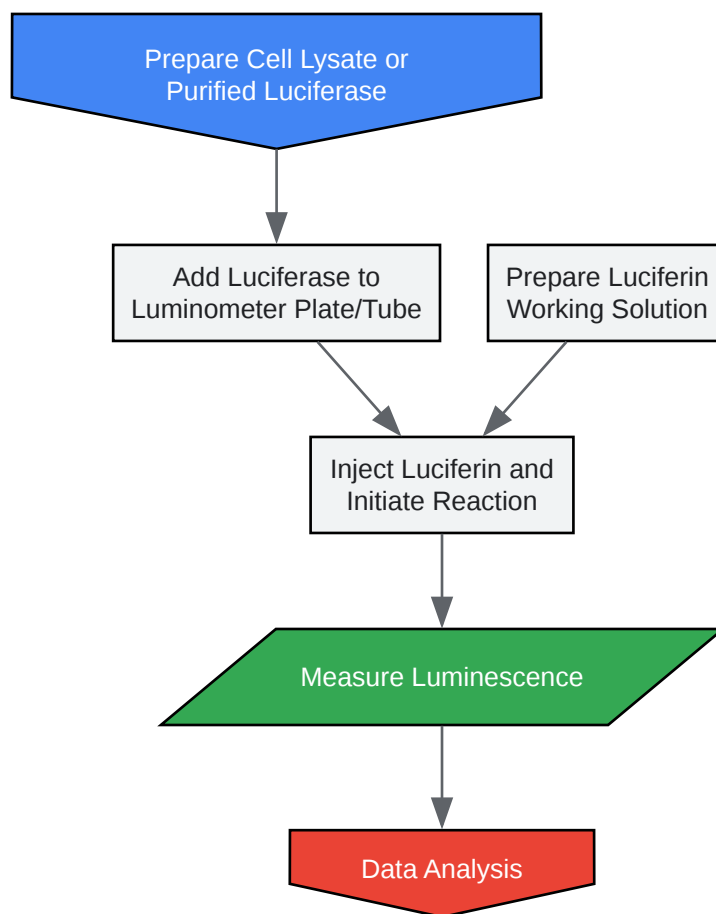 Prepare Cell Lysate or
Purified Luciferase
Add Luciferase to
Luminometer Plate/Tube
Prepare Luciferin
Working Solution
Inject Luciferin and
Initiate Reaction
Measure Luminescence
Data Analysis